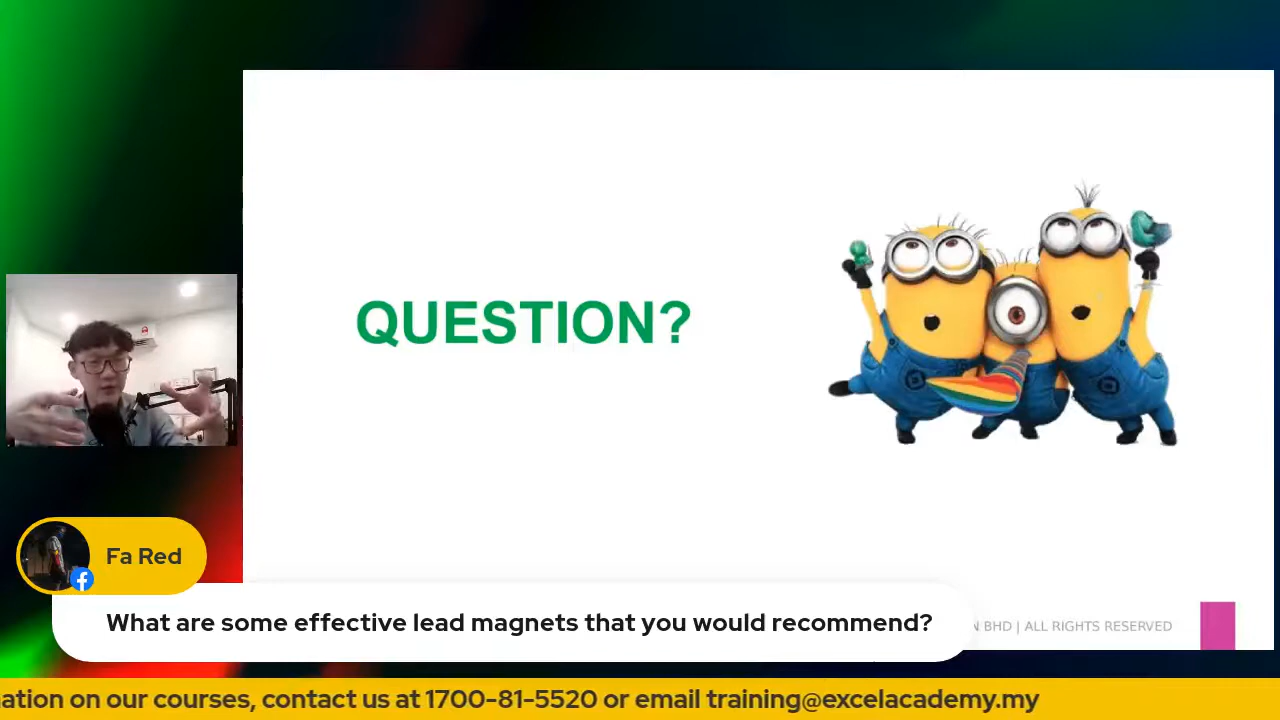 QUESTION?
Fa Red
What are some effective lead magnets that you would recommend?
BHD | ALL RIGHTS RESERVED
on our courses, contact us at 1700-81-5520 or email training@excelacademy.my